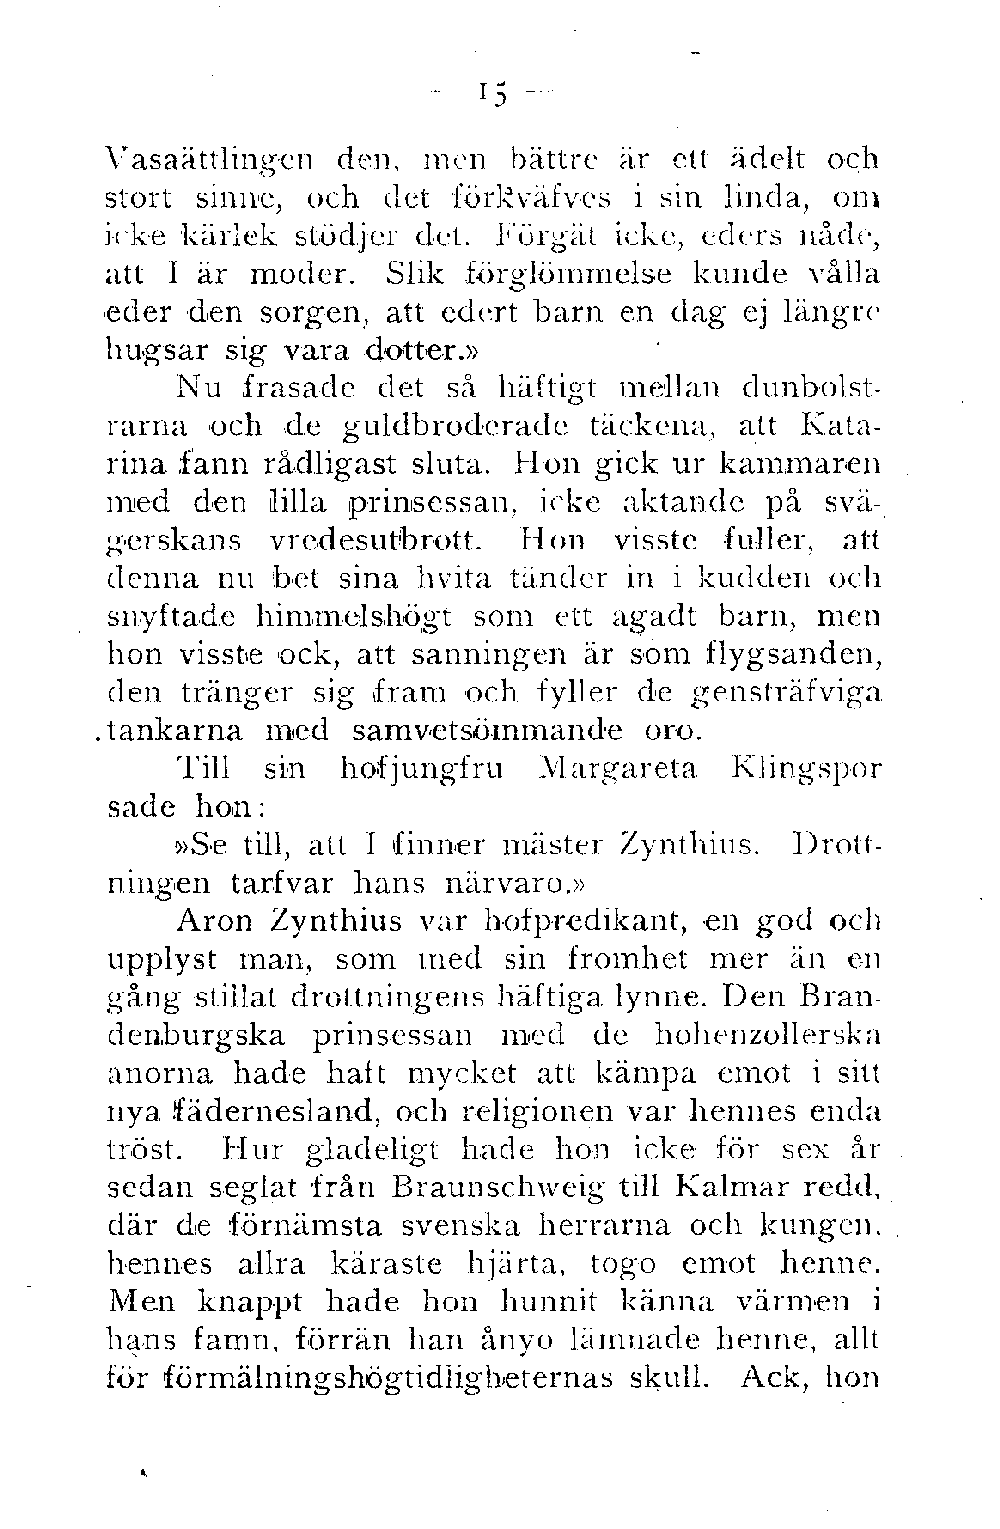 — 15 —
Vasaättlingen den, men bättre är ett ädelt och
stort sinne, och det förkväfves i sin linda, om
icke kärlek stödjer det. Förgät icke, eders nåde,
att I är moder. Slik förglömmelse kunde vålla
eder den sorgen, att edert barn en dag ej längre
hugsar sig vara dotter.»
Nu frasade det så häftigt mellan dunbolst-
rarna och de guldbroderade täckena, att Kata-
rina fann rådligast sluta. Hon gick ur kammaren
med den lilla prinsessan, icke aktande på svä-
gerskans vredesutbrott. Hon visste fuller, att
denna nu bet sina hvita tänder in i kudden och
snyftade himmelshögt som ett agadt barn, men
hon visste ock, att sanningen är som flygsanden,
den tränger sig fram och fyller de gensträfviga
tankarna med samvetsömmande oro.
Till sin hofjungfru Margareta Klingspor
sade hon:
»Se till, att I finner mäster Zynthius. Drott-
ningen tarfvar hans närvaro.»
Aron Zynthius var hofpredikant, en god och
upplyst man, som med sin fromhet mer än en
gång stillat drottningens häftiga lynne. Den Bran-
denburgska prinsessan med de hohenzollerska
anorna hade haft mycket att kämpa emot i sitt
nya fädernesland, och religionen var hennes enda
tröst. Hur gladeligt hade hon icke för sex år
sedan seglat från Braunschweig till Kalmar redd,
där de förnämsta svenska herrarna och kungen,
hennes allra käraste hjärta, togo emot henne.
Men knappt hade hon hunnit känna värmen i
hans famn, förrän han ånyo lämnade henne, allt
för förmälningshögtidligheternas skull. Ack, hon